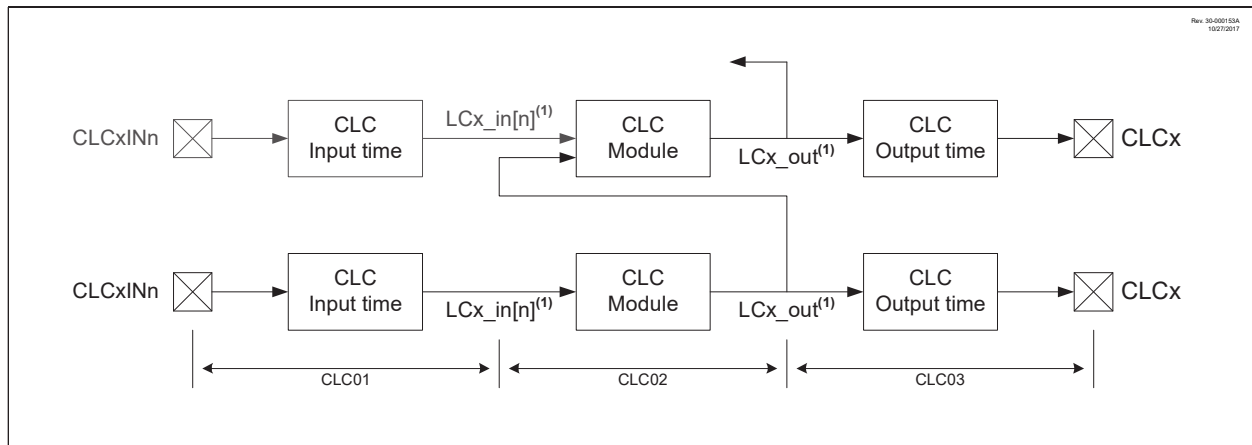 Rev. 30-000153A
10/27/2017
CLCxINn
CLC
Input time
LCx_in[n](1)
CLC
Module
LCx_out(1)
CLC
Output time
CLCx
CLCxINn
CLC
Input time
LCx_in[n](1)
CLC
Module
LCx_out(1)
CLC
Output time
CLCx
CLC01
CLC02
CLC03